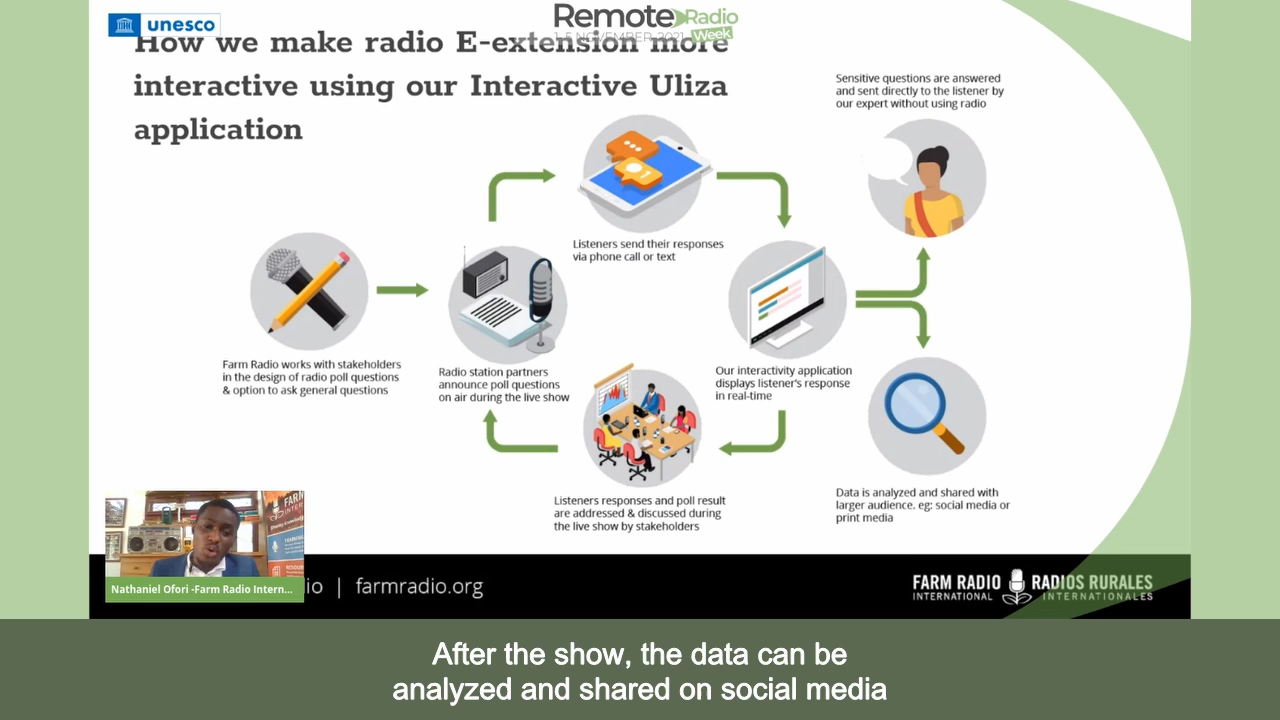 unesco
Remote Radio
1-5 NOVEMBER 2021 Week
How we make radio E-extension more
interactive using our Interactive Uliza
application
Sensitive questions are answered
and sent directly to the listener by
our expert without using radio
Listeners send their responses
via phone call or text
Farm Radio works with stakeholders
in the design of radio poll questions
& option to ask general questions
Radio station partners
announce poll questions
on air during the live show
Our interactivity application
displays listener's response
in real-time
Listeners responses and poll result
are addressed & discussed during
the live show by stakeholders
Data is analyzed and shared with
larger audience. eg: social media or
print media
FARM
Nathaniel Ofori -Farm Radio Intern...
io | farmradio.org
FARM RADIO
INTERNATIONAL
RADIOS RURALES
INTERNATIONALES
After the show, the data can be
analyzed and shared on social media